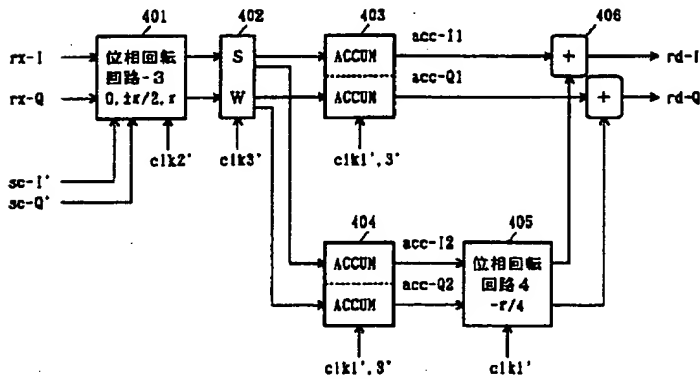 401
402
403
acc-I1
406
rx-I
rx-Q
位相回転
回路-3
0,±r/2,r
S
W
ACCUM
ACCUM
acc-Q1
+
+
rd-I
rd-Q
clk2'
clk3'
clk1',3'
sc-I'
sc-Q'
404
acc-I2
405
ACCUM
ACCUM
acc-Q2
位相回転
回路4
-r/4
clk1',3'
clk1'